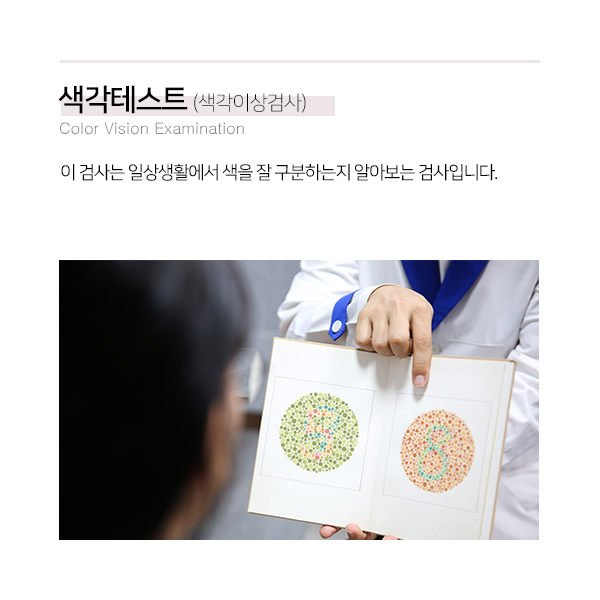 색각테스트 (색각이상검사)
Color Vision Examination
이 검사는 일상생활에서 색을 잘 구분하는지 알아보는 검사입니다.
8